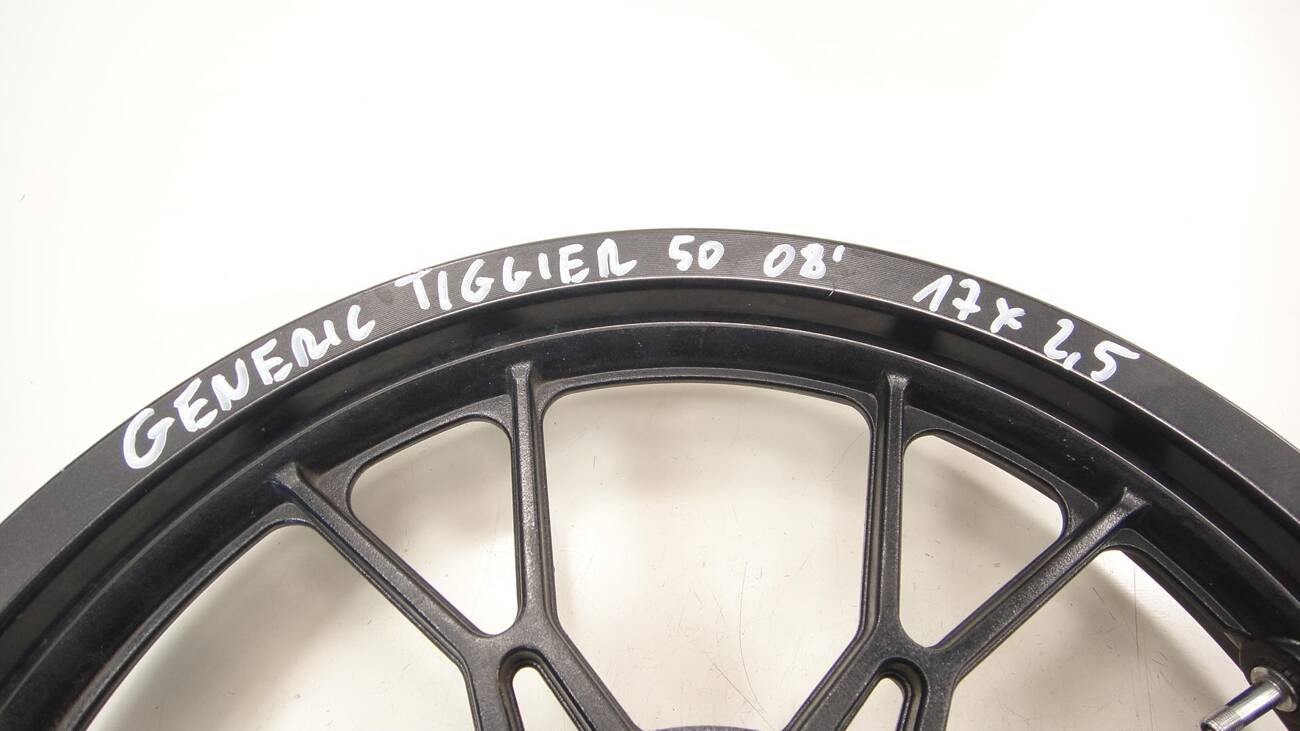 GENERIC TIGGIER 50 08' 17x2,5